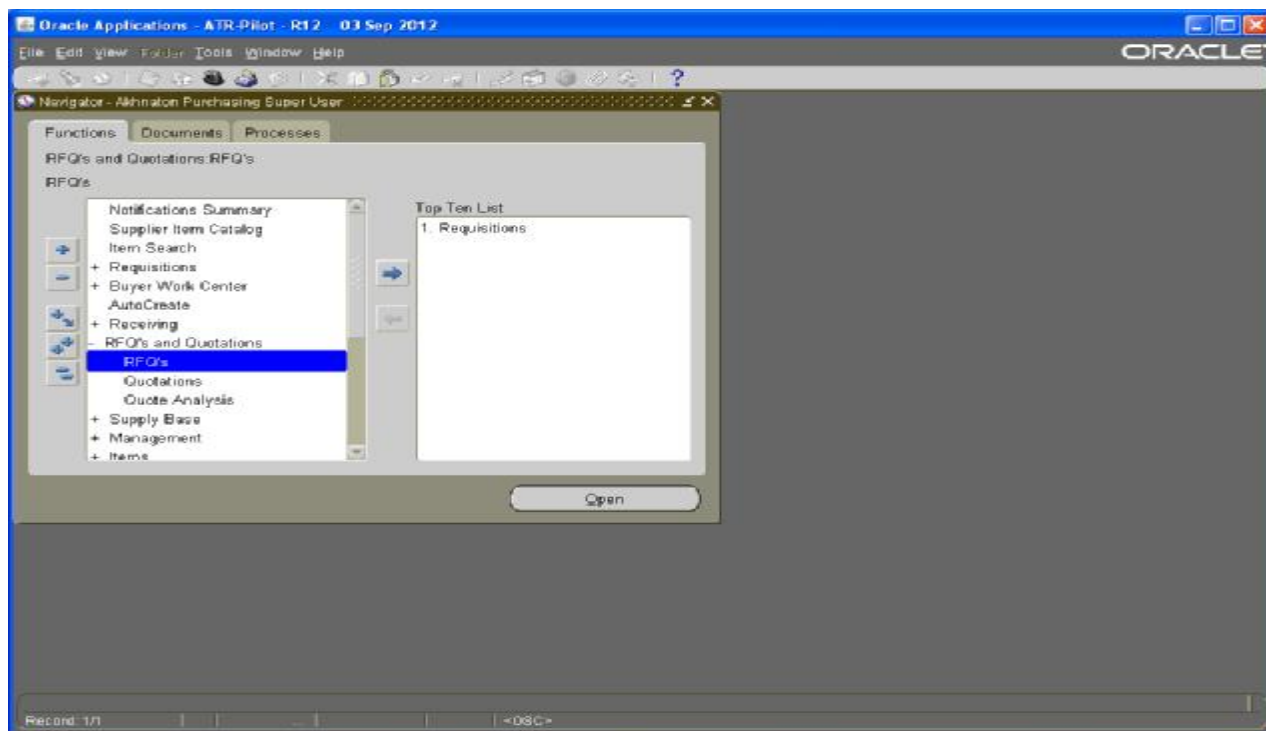 Oracle Applications - ATR-Pilot - R12 03 Sep 2012
File Edit View Folder Tools Window Help
ORACLE
Navigator - Akhnaton Purchasing Super User
Functions Documents Processes
RFQ's and Quotations:RFQ's
RFQ's
Notifications Summary
Supplier Item Catalog
Item Search
+ Requisitions
+ Buyer Work Center
AutoCreate
+ Receiving
- RFQ's and Quotations
RFQ's
Quotations
Quote Analysis
+ Supply Base
+ Management
+ Items
Top Ten List
1. Requisitions
Open
Record: 1/1 ... <OSC>